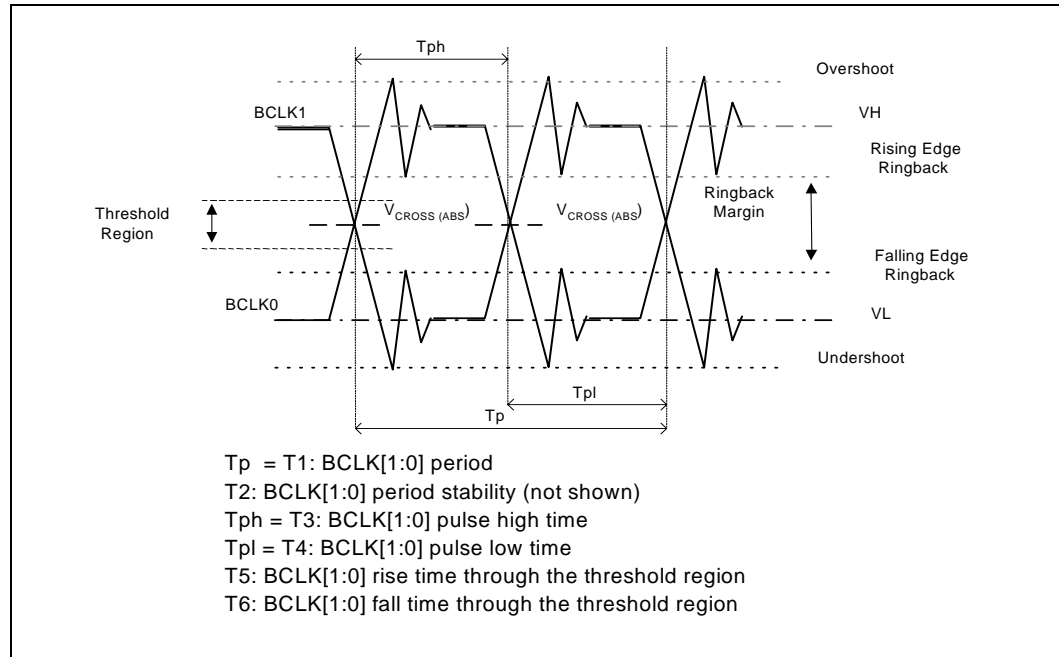 Tph
Overshoot
BCLK1
VH
Rising Edge
Ringback
Ringback
Margin
Threshold
Region
VCROSS (ABS)
VCROSS (ABS)
Falling Edge
Ringback
BCLK0
VL
Undershoot
Tpl
Tp
Tp = T1: BCLK[1:0] period
T2: BCLK[1:0] period stability (not shown)
Tph = T3: BCLK[1:0] pulse high time
Tpl = T4: BCLK[1:0] pulse low time
T5: BCLK[1:0] rise time through the threshold region
T6: BCLK[1:0] fall time through the threshold region